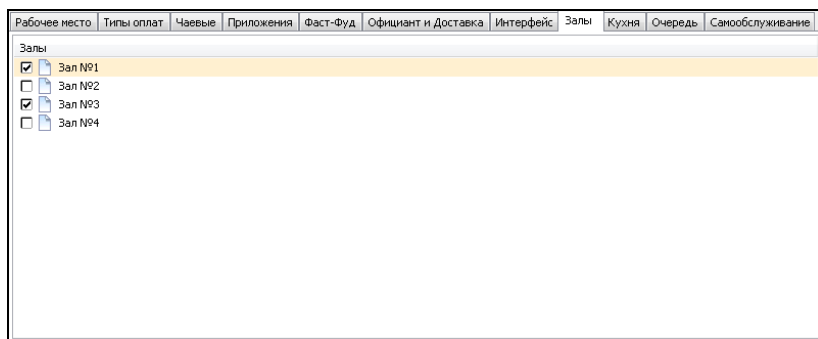 Рабочее место Типы оплат Чаевые Приложения Фаст-Фуд Официант и Доставка Интерфейс Залы Кухня Очередь Самообслуживание
Залы
Зал №1
Зал №2
Зал №3
Зал №4